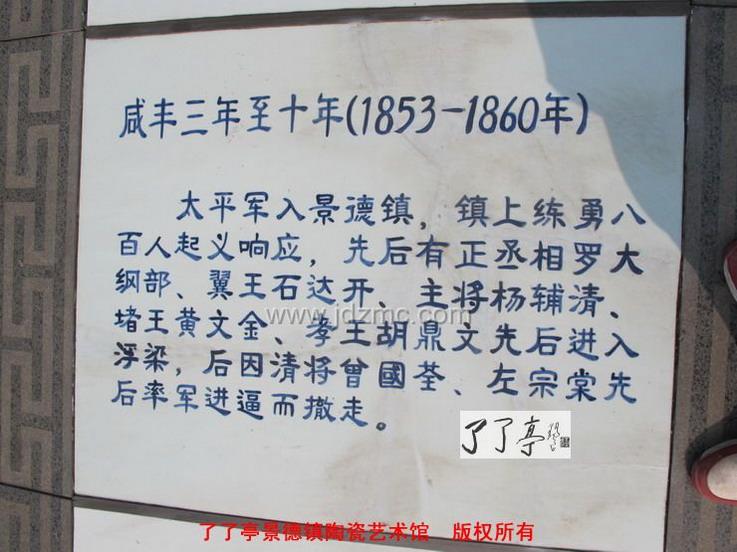 咸丰三年至十年(1853-1860年)
太平军入景德镇，镇上练勇八
百人起义响应，先后有正丞相罗大
纲部、翼王石达开、主将杨辅清、
堵王黄文金、孝王胡鼎文先后进入
www.jdzmc.com
浮梁，后因清将曾國荃、左宗棠先
后率军进逼而撤走。
了了亭
了了亭景德镇陶瓷艺术馆 版权所有